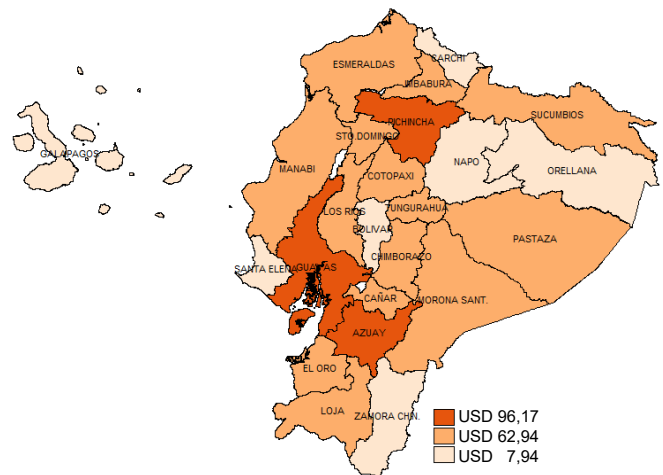 CARCHI
ESMERALDAS
IMBABURA
SUCUMBIOS
PICHINCHA
STO.DOMINGO
GALAPAGOS
NAPO
ORELLANA
MANABI
COTOPAXI
TUNGURAHUA
LOS RIOS
BOLIVAR
PASTAZA
CHIMBORAZO
SANTA ELENA
GUAYAS
CAÑAR
MORONA SANT.
AZUAY
EL ORO
LOJA
ZAMORA CHIN.
USD 96,17
USD 62,94
USD 7,94